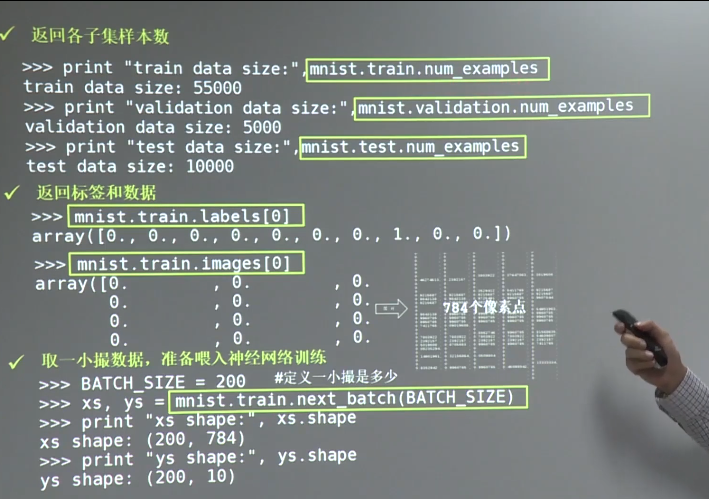 ✓ 返回各子集样本数
>>> print "train data size:",mnist.train.num_examples
train data size: 55000
>>> print "validation data size:",mnist.validation.num_examples
validation data size: 5000
>>> print "test data size:",mnist.test.num_examples
test data size: 10000
✓ 返回标签和数据
>>> mnist.train.labels[0]
array([0., 0., 0., 0., 0., 0., 0., 1., 0., 0.])
>>> mnist.train.images[0]
array([0. , 0. , 0.
0. , 0. , 0.
0. , 0. , 0.
0. , 0. , 0.
784个像素点
✓ 取一小撮数据，准备喂入神经网络训练
>>> BATCH_SIZE = 200 #定义一小撮是多少
>>> xs, ys = mnist.train.next_batch(BATCH_SIZE)
>>> print "xs shape:", xs.shape
xs shape: (200, 784)
>>> print "ys shape:", ys.shape
ys shape: (200, 10)